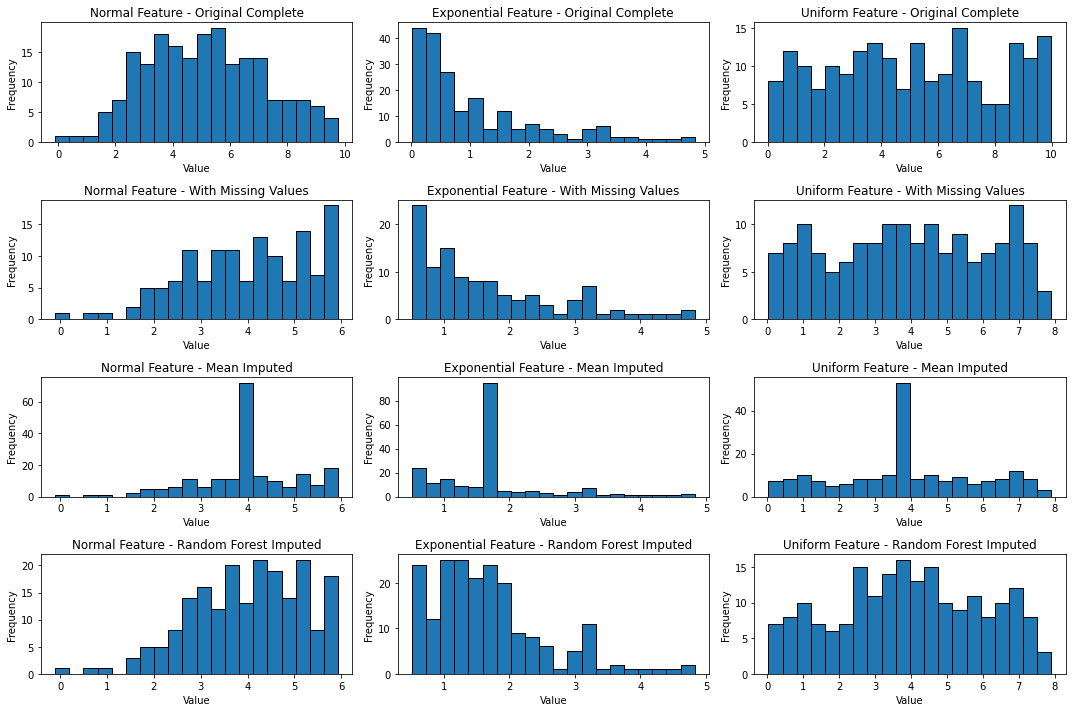 Normal Feature - Original Complete
Exponential Feature - Original Complete
Uniform Feature - Original Complete
Frequency
15
10
5
0
0 2 4 6 8 10
Value
Frequency
40
30
20
10
0
0 1 2 3 4 5
Value
Frequency
15
10
5
0
0 2 4 6 8 10
Value
Normal Feature - With Missing Values
Exponential Feature - With Missing Values
Uniform Feature - With Missing Values
Frequency
15
10
5
0
0 1 2 3 4 5 6
Value
Frequency
20
10
0
1 2 3 4 5
Value
Frequency
10
5
0
0 1 2 3 4 5 6 7 8
Value
Normal Feature - Mean Imputed
Exponential Feature - Mean Imputed
Uniform Feature - Mean Imputed
Frequency
60
40
20
0
0 1 2 3 4 5 6
Value
Frequency
80
60
40
20
0
1 2 3 4 5
Value
Frequency
40
20
0
0 1 2 3 4 5 6 7 8
Value
Normal Feature - Random Forest Imputed
Exponential Feature - Random Forest Imputed
Uniform Feature - Random Forest Imputed
Frequency
20
15
10
5
0
0 1 2 3 4 5 6
Value
Frequency
20
10
0
1 2 3 4 5
Value
Frequency
15
10
5
0
0 1 2 3 4 5 6 7 8
Value